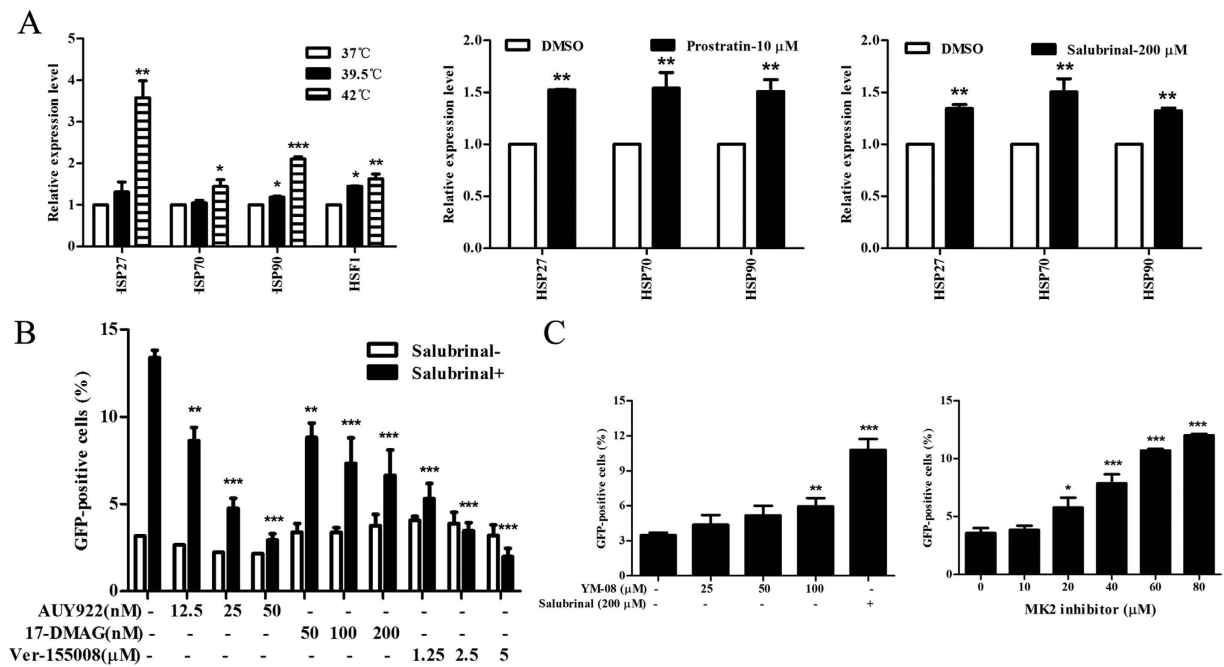 A
Relative expression level
5
4
3
2
1
0
37℃
39.5℃
42℃
**
*
*
***
*
**
HSP70
HSP90
HSF1
Relative expression level
2.0
1.5
1.0
0.5
0.0
DMSO
Prostratin-10 μM
**
**
**
HSP27
HSP70
HSP90
Relative expression level
2.0
1.5
1.0
0.5
0.0
DMSO
Salubrinal-200 μM
**
**
**
HSP27
HSP70
HSP90
B
GFP-positive cells (%)
15
10
5
0
Salubrinal-
Salubrinal+
**
***
***
**
***
***
***
***
***
AUY922(nM) - 12.5 25 50 - - - - - -
17-DMAG(nM) - - - - 50 100 200 - - -
Ver-155008(μM) - - - - - - - 1.25 2.5 5
C
GFP-positive cells (%)
15
12
9
6
3
0
**
***
YM-08 (μM) - 25 50 100 -
Salubrinal (200 μM) - - - - +
GFP-positive cells (%)
15
10
5
0
*
***
***
***
0 10 20 40 60 80
MK2 inhibitor (μM)